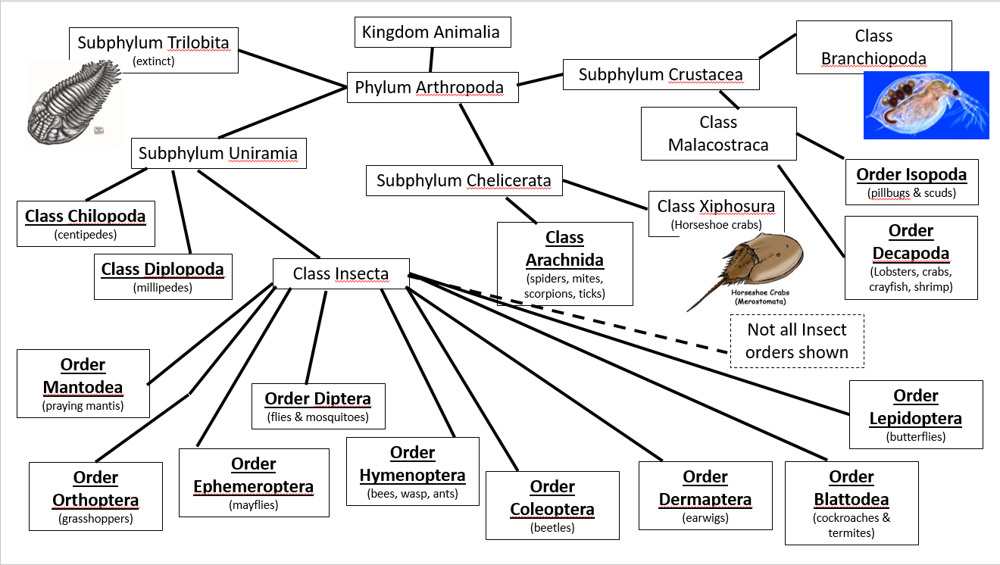 Kingdom Animalia
Subphylum Trilobita
(extinct)
Class
Branchiopoda
Phylum Arthropoda
Subphylum Crustacea
Class
Malacostraca
Subphylum Uniramia
Subphylum Chelicerata
Order Isopoda
(pillbugs & scuds)
Class Chilopoda
(centipedes)
Class Xiphosura
(Horseshoe crabs)
Class
Arachnida
(spiders, mites,
scorpions, ticks)
Order
Decapoda
(Lobsters, crabs,
crayfish, shrimp)
Class Diplopoda
(millipedes)
Class Insecta
Horseshoe Crabs
(Merostomata)
Not all Insect
orders shown
Order
Mantodea
(praying mantis)
Order Diptera
(flies & mosquitoes)
Order
Lepidoptera
(butterflies)
Order
Orthoptera
(grasshoppers)
Order
Ephemeroptera
(mayflies)
Order
Hymenoptera
(bees, wasp, ants)
Order
Coleoptera
(beetles)
Order
Dermaptera
(earwigs)
Order
Blattodea
(cockroaches &
termites)